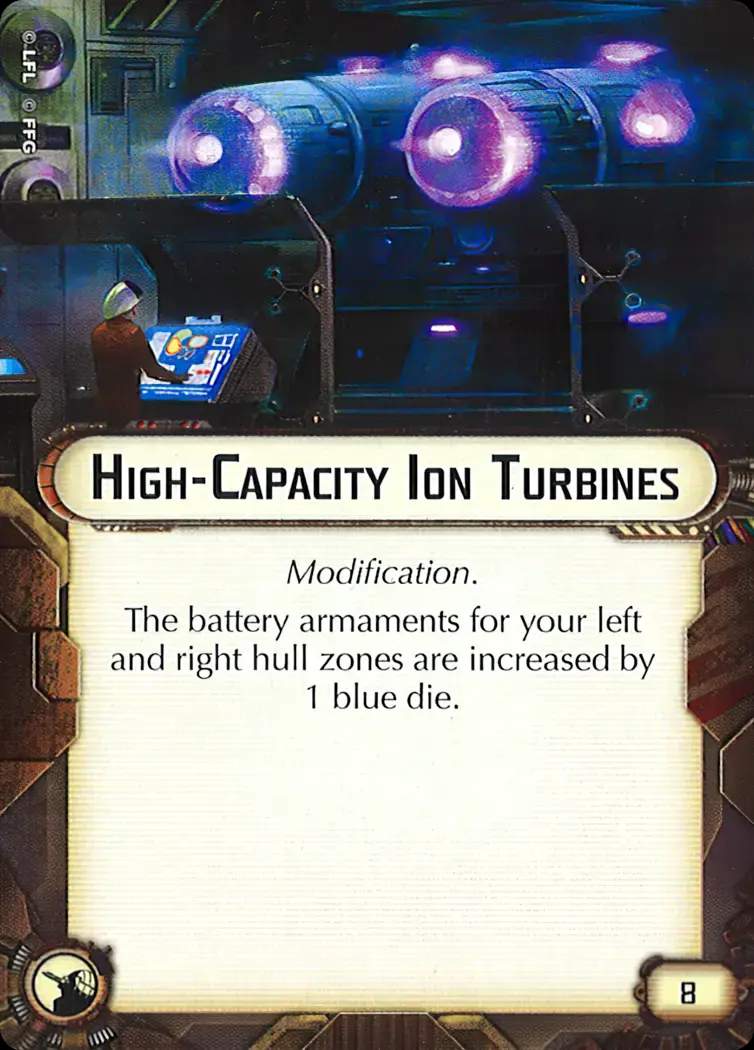 © LFL © FFG
High-Capacity Ion Turbines
Modification.
The battery armaments for your left
and right hull zones are increased by
1 blue die.
8